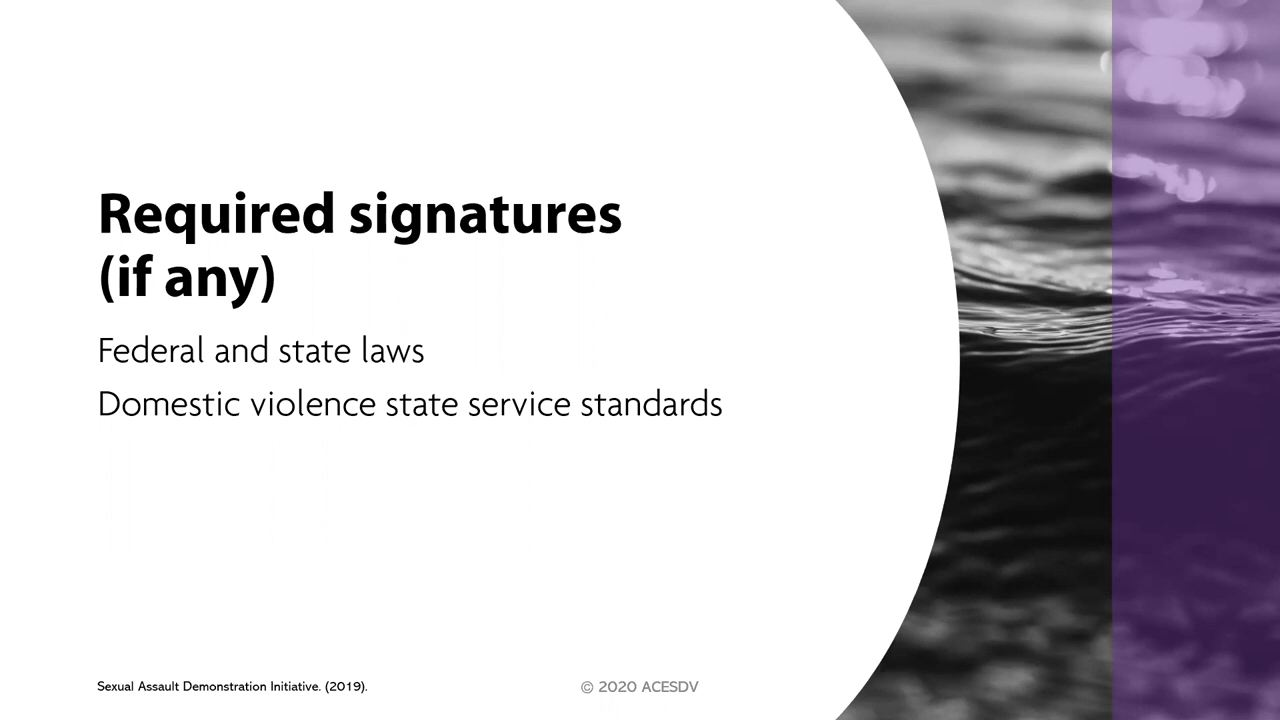 Required signatures
(if any)
Federal and state laws
Domestic violence state service standards
Sexual Assault Demonstration Initiative. (2019).
© 2020 ACESDV